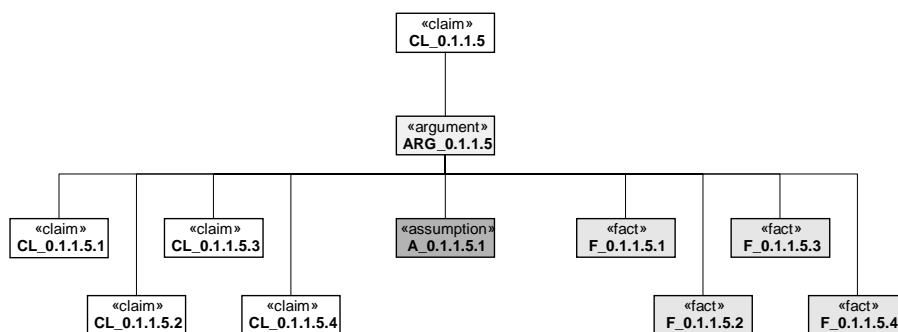 «claim»
CL_0.1.1.5
«argument»
ARG_0.1.1.5
«claim»
CL_0.1.1.5.1
«claim»
CL_0.1.1.5.3
«assumption»
A_0.1.1.5.1
«fact»
F_0.1.1.5.1
«fact»
F_0.1.1.5.3
«claim»
CL_0.1.1.5.2
«claim»
CL_0.1.1.5.4
«fact»
F_0.1.1.5.2
«fact»
F_0.1.1.5.4